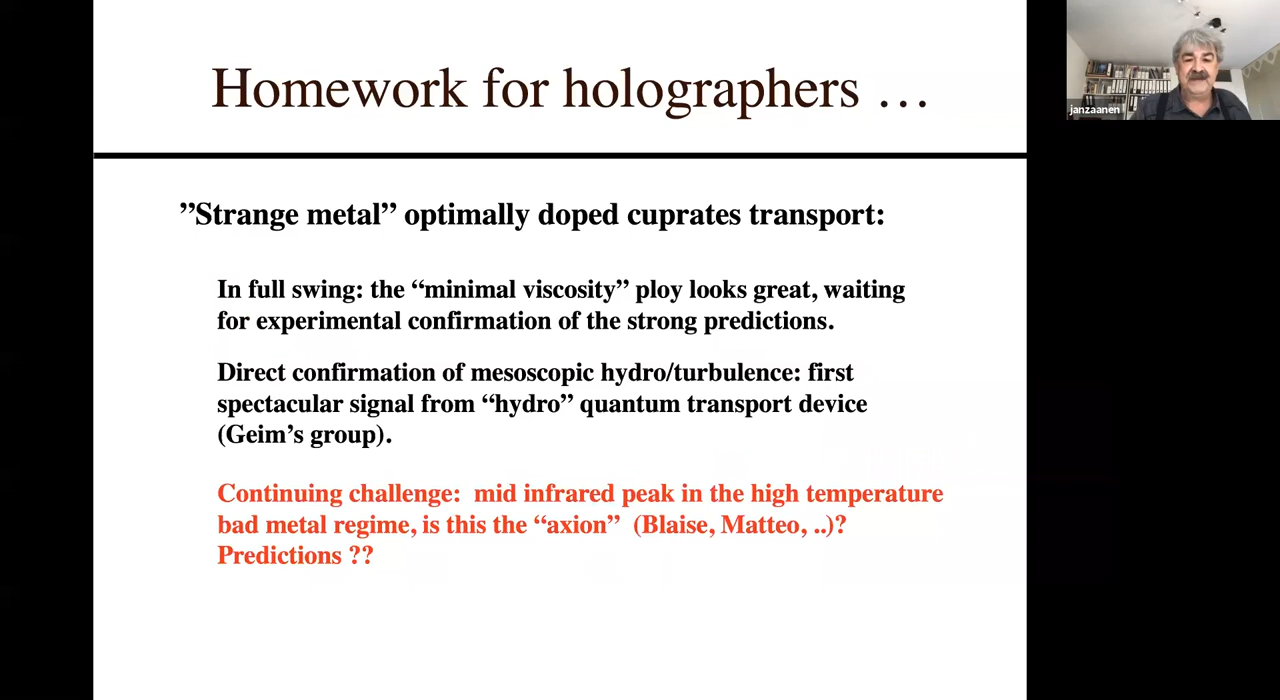 Homework for holographers …
janzaanen
”Strange metal” optimally doped cuprates transport:
In full swing: the “minimal viscosity” ploy looks great, waiting
for experimental confirmation of the strong predictions.
Direct confirmation of mesoscopic hydro/turbulence: first
spectacular signal from “hydro” quantum transport device
(Geim’s group).
Continuing challenge:  mid infrared peak in the high temperature
bad metal regime, is this the “axion”  (Blaise, Matteo, ..)?
Predictions ??